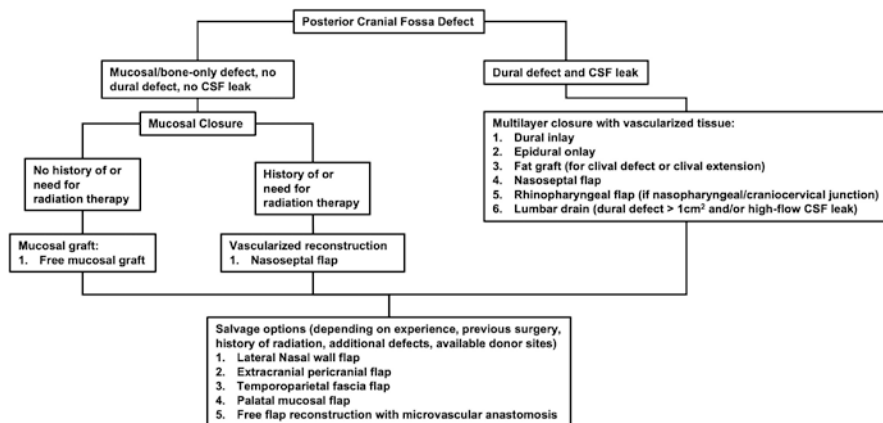 Posterior Cranial Fossa Defect
Mucosal/bone-only defect, no
dural defect, no CSF leak
Dural defect and CSF leak
Mucosal Closure
Multilayer closure with vascularized tissue:
1. Dural inlay
2. Epidural onlay
3. Fat graft (for clival defect or clival extension)
4. Nasoseptal flap
5. Rhinopharyngeal flap (if nasopharyngeal/craniocervical junction)
6. Lumbar drain (dural defect > 1cm² and/or high-flow CSF leak)
No history of or
need for
radiation therapy
History of or
need for
radiation therapy
Mucosal graft:
1. Free mucosal graft
Vascularized reconstruction
1. Nasoseptal flap
Salvage options (depending on experience, previous surgery,
history of radiation, additional defects, available donor sites)
1. Lateral Nasal wall flap
2. Extracranial pericranial flap
3. Temporoparietal fascia flap
4. Palatal mucosal flap
5. Free flap reconstruction with microvascular anastomosis